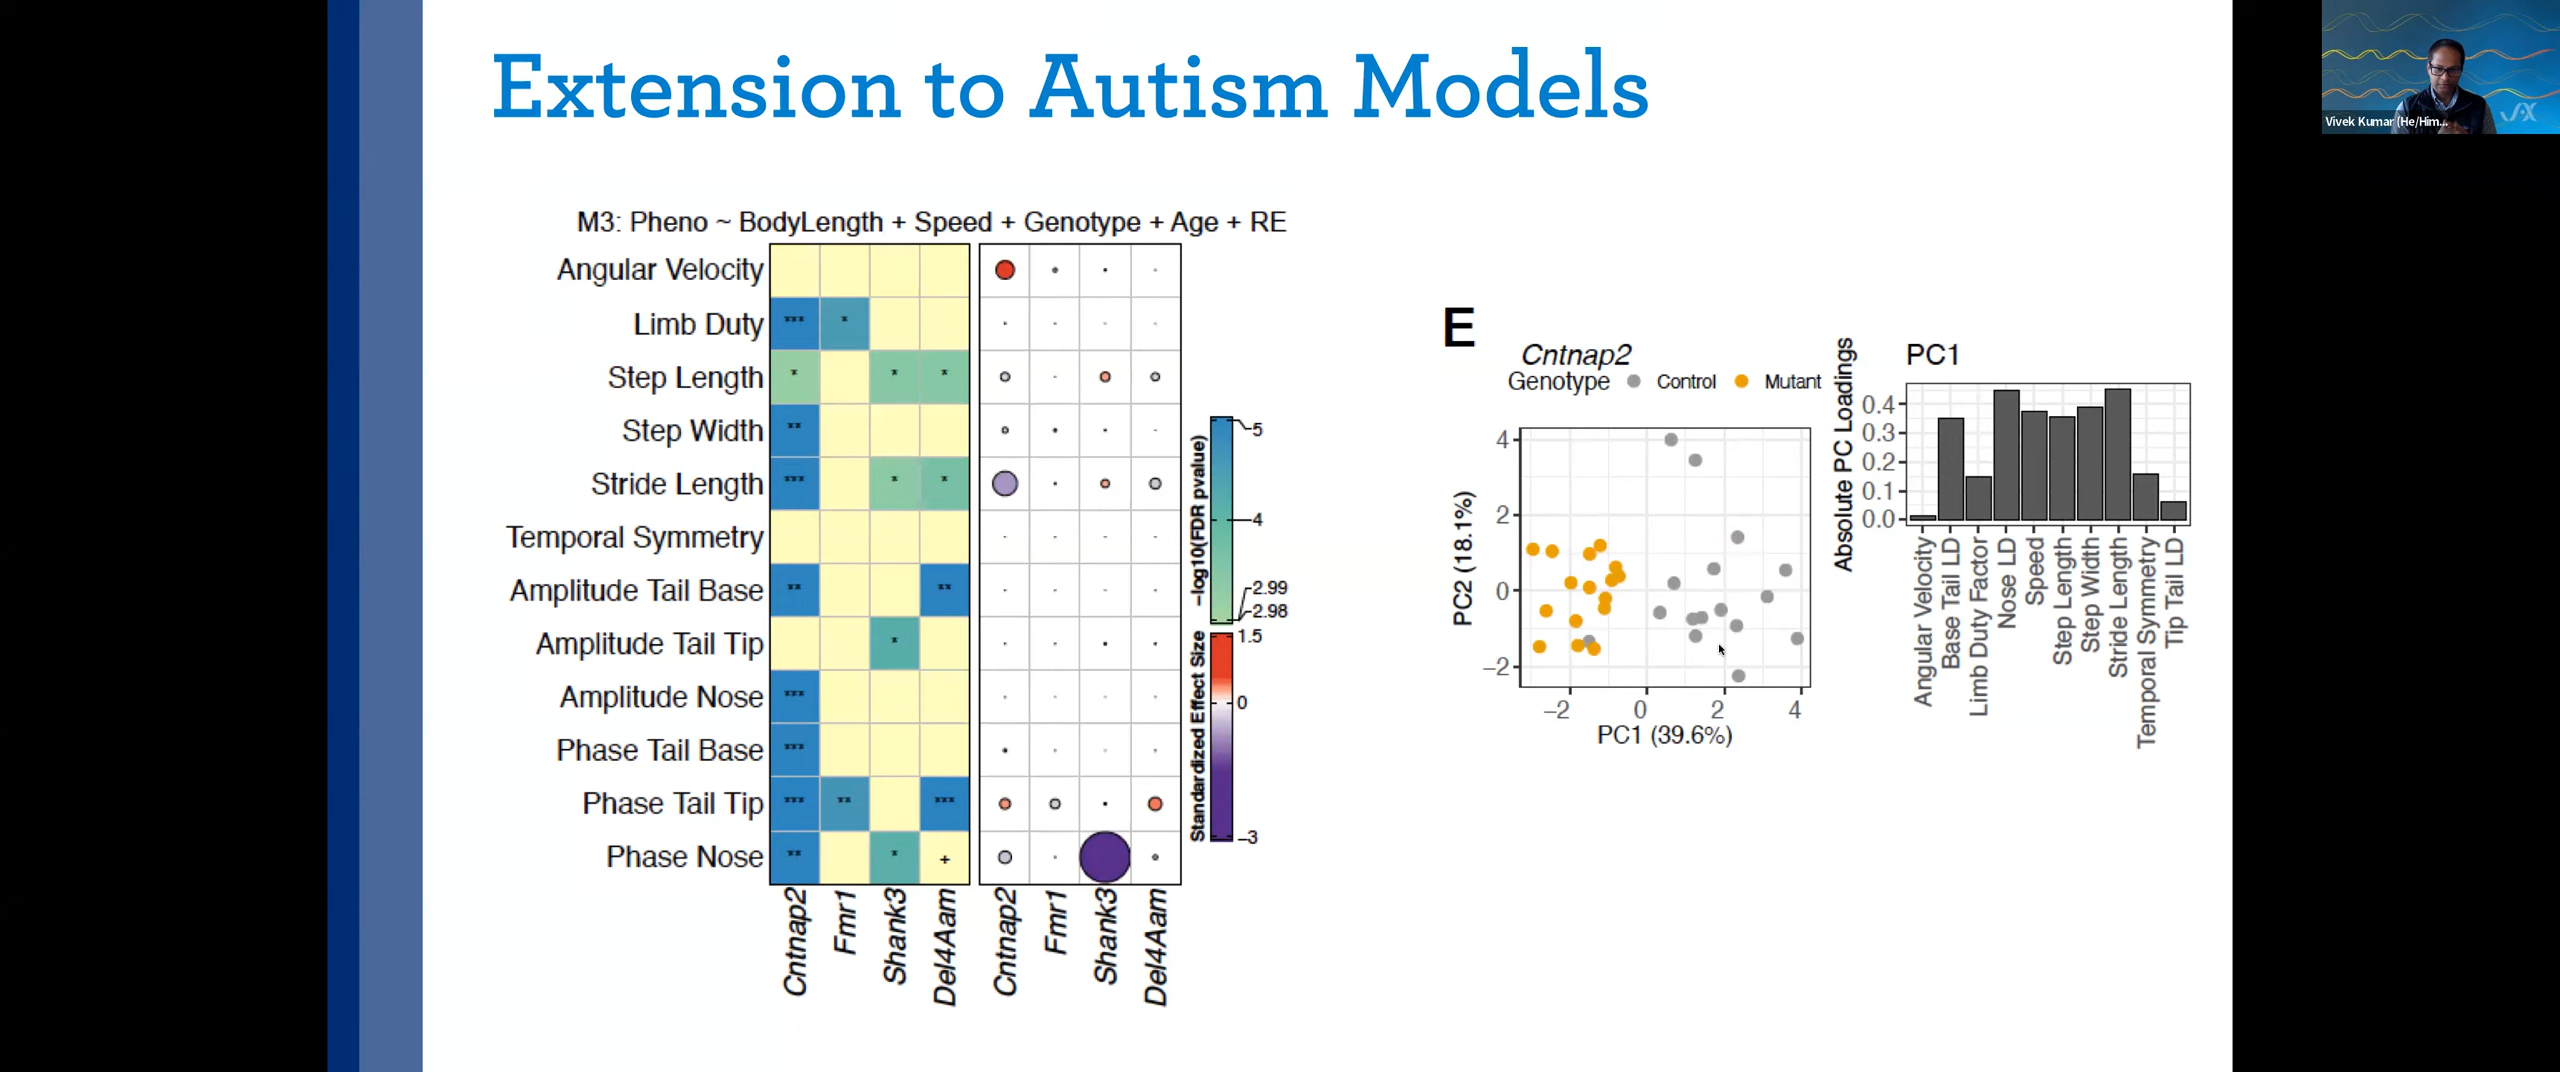 Extension to Autism Models
Vivek Kumar (He/Him...
JAX
M3: Pheno ~ BodyLength + Speed + Genotype + Age + RE
Angular Velocity
Limb Duty *** *
Step Length * * *
Step Width **
Stride Length *** * *
Temporal Symmetry
Amplitude Tail Base ** **
Amplitude Tail Tip *
Amplitude Nose ***
Phase Tail Base ***
Phase Tail Tip *** ** ***
Phase Nose ** * +
Cntnap2 Fmr1 Shank3 Del4Aam
Cntnap2 Fmr1 Shank3 Del4Aam
−log10(FDR pvalue)
5
4
2.99
2.98
Standardized Effect Size
1.5
0
−3
E
Cntnap2
Genotype Control Mutant
PC2 (18.1%)
4
2
0
−2
−2 0 2 4
PC1 (39.6%)
PC1
Absolute PC Loadings
0.4
0.3
0.2
0.1
0.0
Angular Velocity
Base Tail LD
Limb Duty Factor
Nose LD
Speed
Step Length
Step Width
Stride Length
Temporal Symmetry
Tip Tail LD